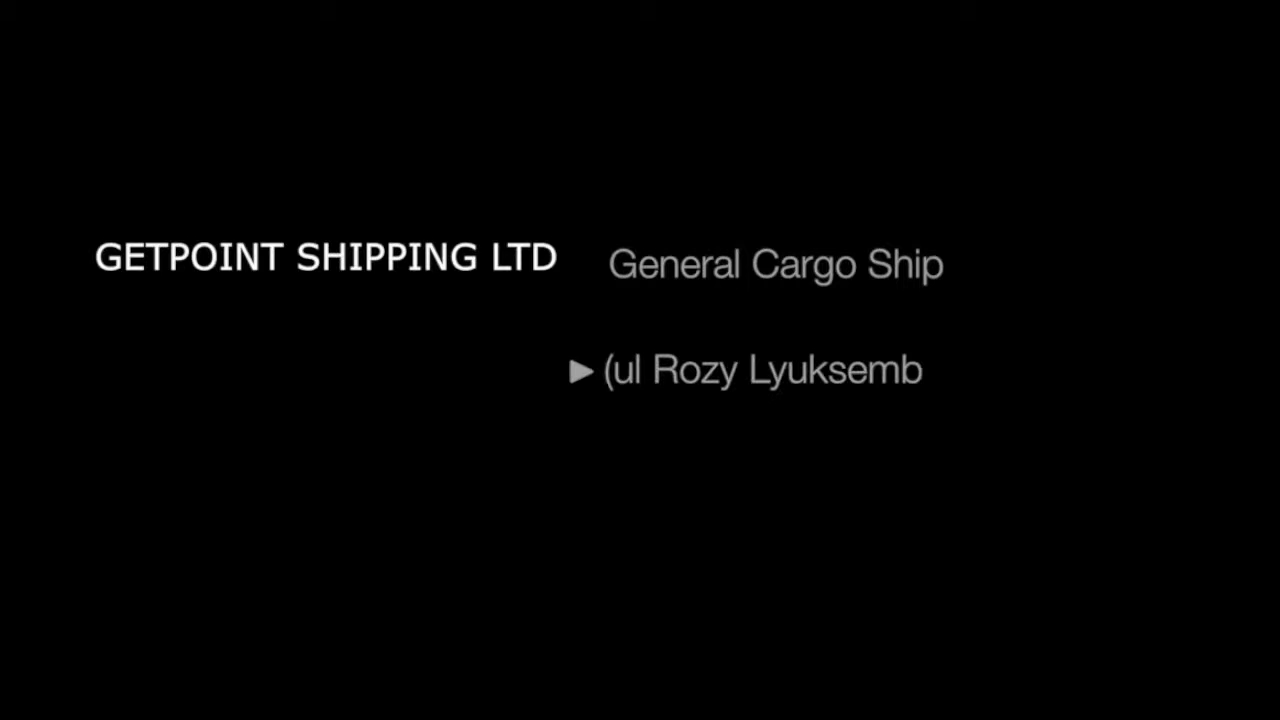 GETPOINT SHIPPING LTD
General Cargo Ship
►(ul Rozy Lyuksemb